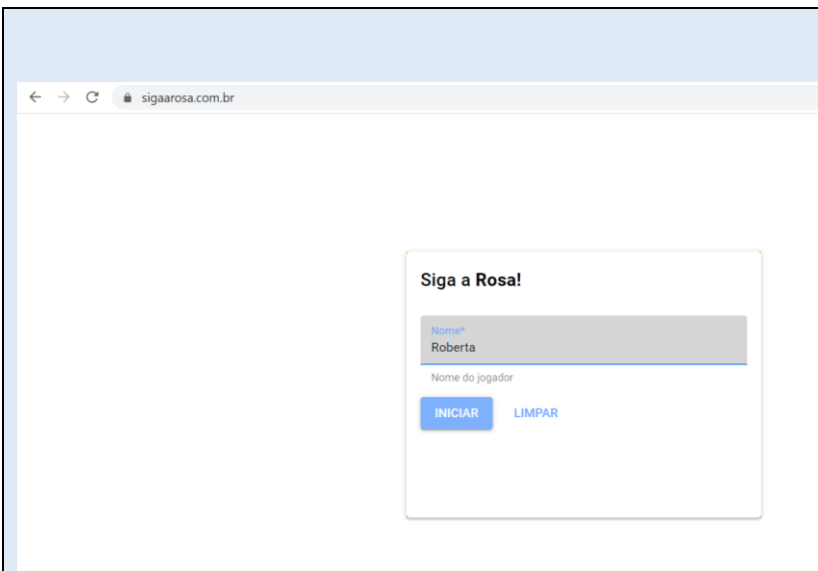 sigaarosa.com.br
Siga a Rosa!
Nome*
Roberta
Nome do jogador
INICIAR LIMPAR